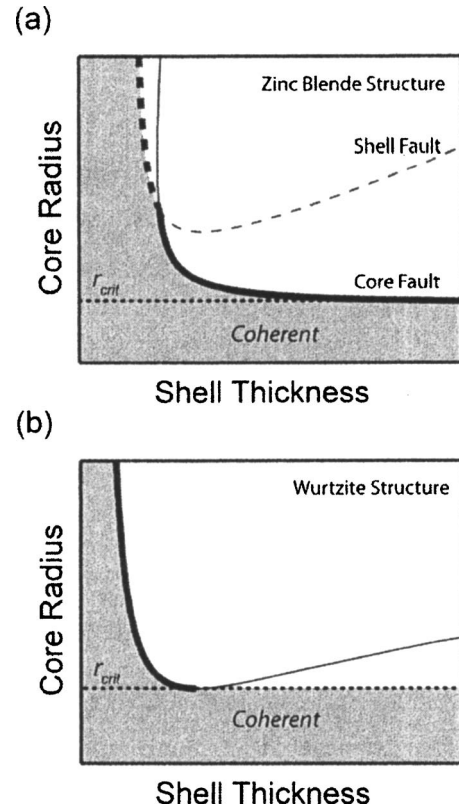 (a)
Zinc Blende Structure
Shell Fault
Core Radius
r_crit
Core Fault
Coherent
Shell Thickness
(b)
Wurtzite Structure
Core Radius
r_crit
Coherent
Shell Thickness